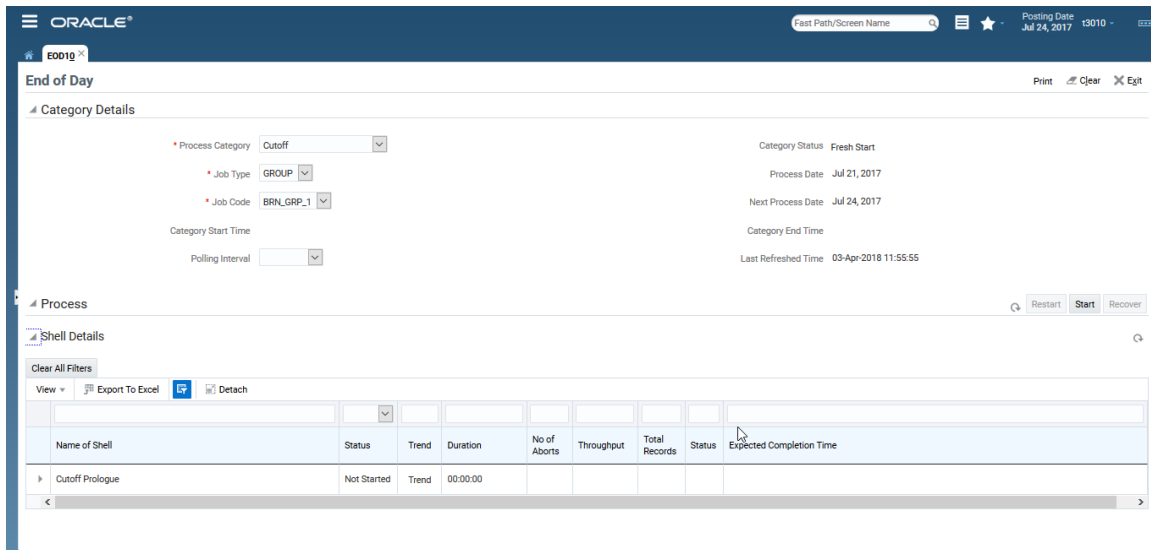 ORACLE®
Fast Path/Screen Name
Posting Date
Jul 24, 2017
t3010
EOD10
End of Day
Print Clear Exit
Category Details
* Process Category Cutoff
Category Status Fresh Start
* Job Type GROUP
Process Date Jul 21, 2017
* Job Code BRN_GRP_1
Next Process Date Jul 24, 2017
Category Start Time
Category End Time
Polling Interval
Last Refreshed Time 03-Apr-2018 11:55:55
Process
Restart Start Recover
Shell Details
Clear All Filters
View Export To Excel Detach
Name of Shell Status Trend Duration No of Aborts Throughput Total Records Status Expected Completion Time
Cutoff Prologue Not Started Trend 00:00:00